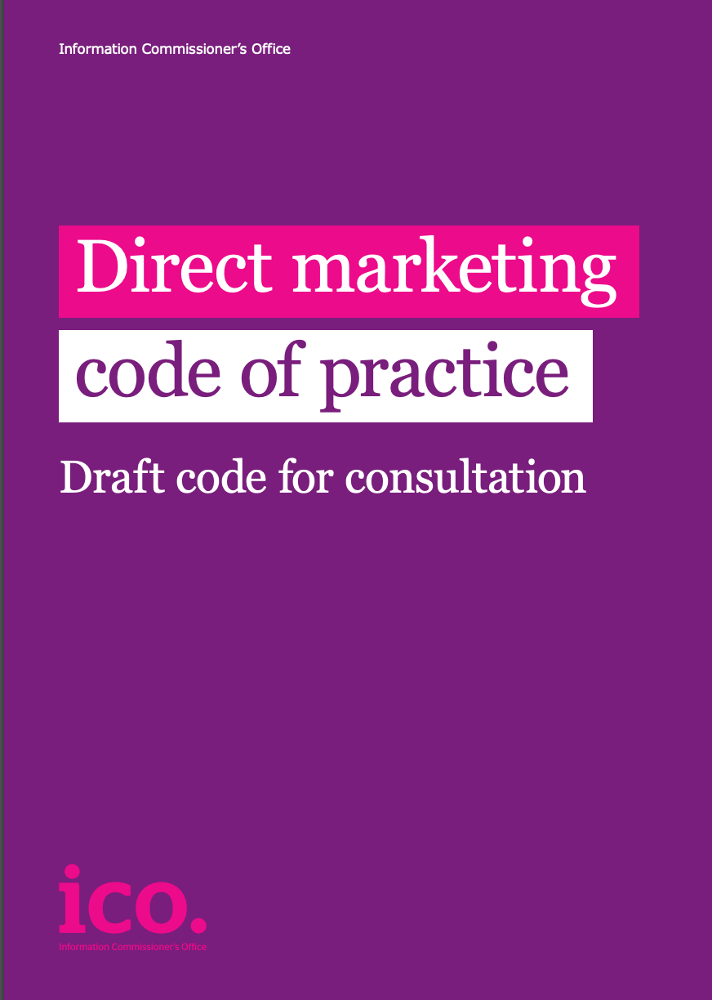 Information Commissioner’s Office
Direct marketing
code of practice
Draft code for consultation
ico.
Information Commissioner’s Office